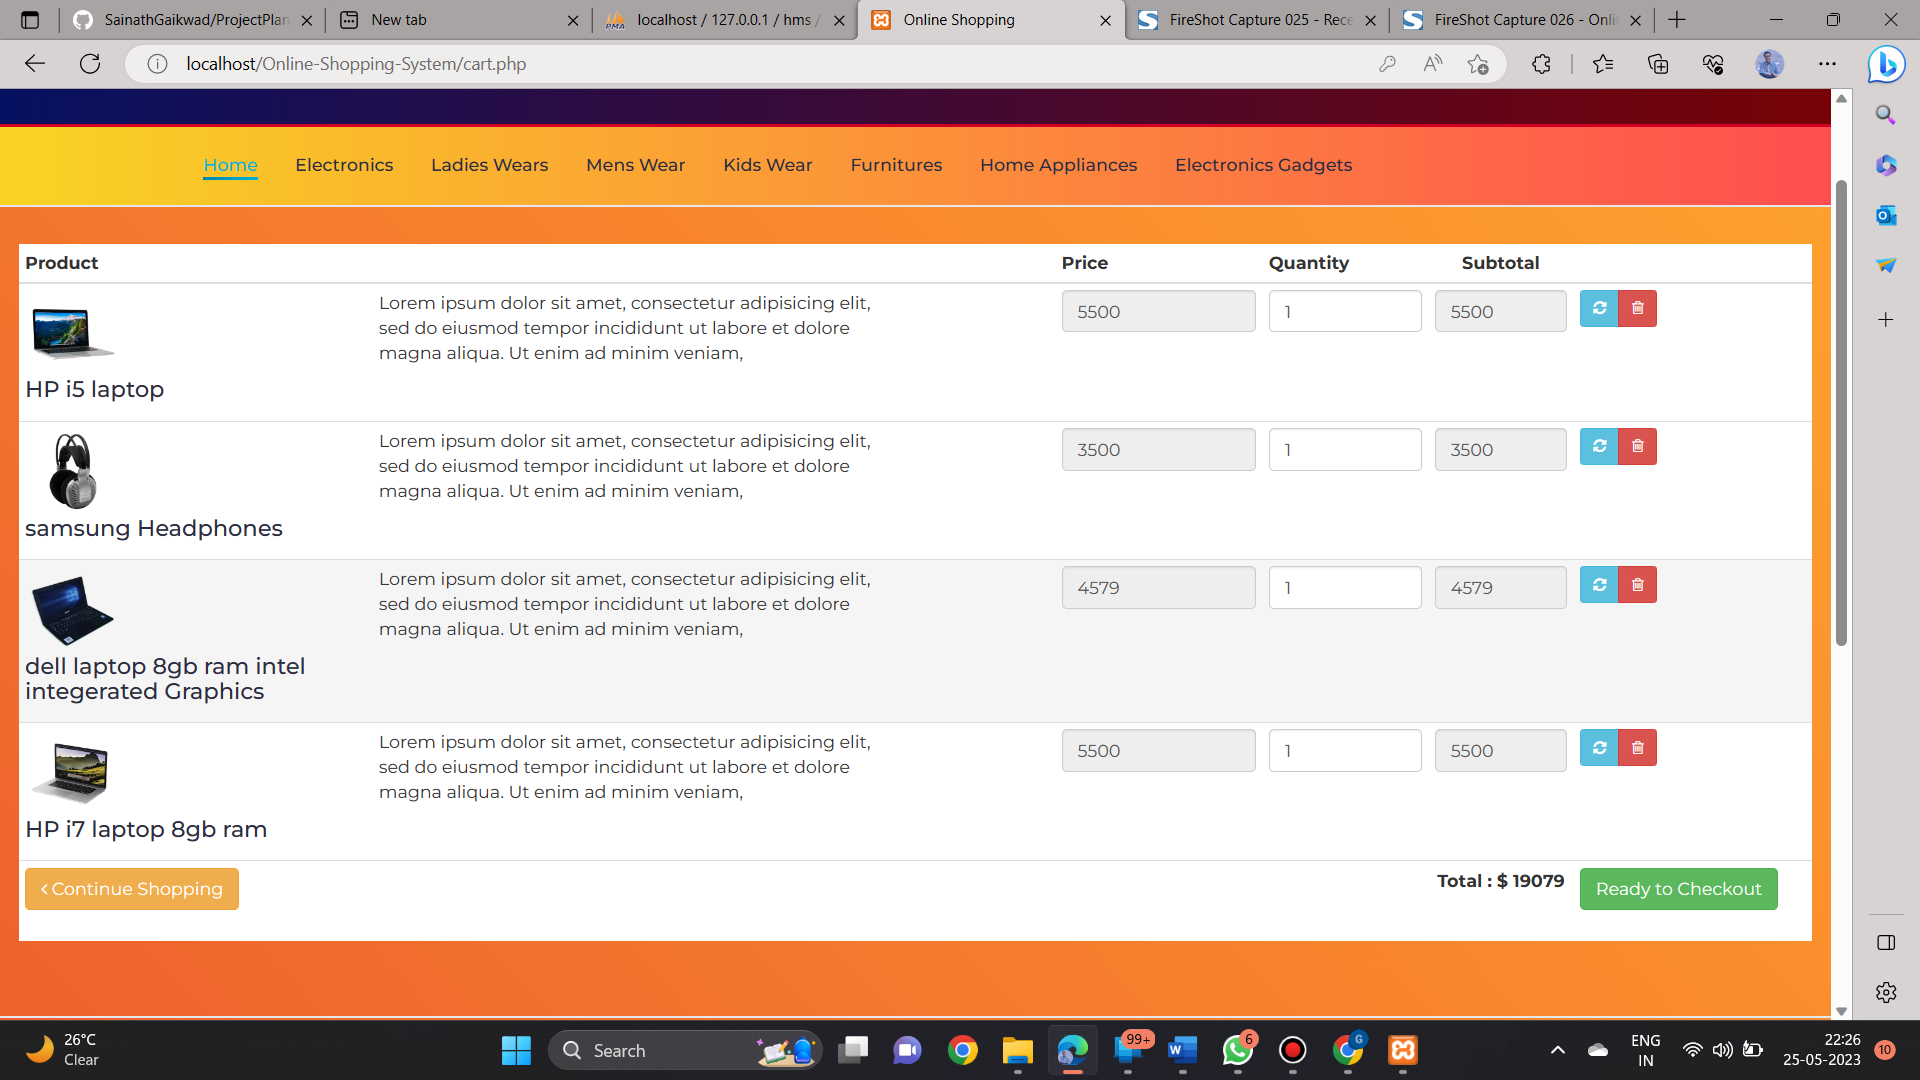 SainathGaikwad/ProjectPlan
New tab
localhost / 127.0.0.1 / hms /
Online Shopping
FireShot Capture 025 - Rece
FireShot Capture 026 - Onli
localhost/Online-Shopping-System/cart.php
Home Electronics Ladies Wears Mens Wear Kids Wear Furnitures Home Appliances Electronics Gadgets
Product Price Quantity Subtotal
Lorem ipsum dolor sit amet, consectetur adipisicing elit,
sed do eiusmod tempor incididunt ut labore et dolore
magna aliqua. Ut enim ad minim veniam,
5500 1 5500
HP i5 laptop
Lorem ipsum dolor sit amet, consectetur adipisicing elit,
sed do eiusmod tempor incididunt ut labore et dolore
magna aliqua. Ut enim ad minim veniam,
3500 1 3500
samsung Headphones
Lorem ipsum dolor sit amet, consectetur adipisicing elit,
sed do eiusmod tempor incididunt ut labore et dolore
magna aliqua. Ut enim ad minim veniam,
4579 1 4579
dell laptop 8gb ram intel
integerated Graphics
Lorem ipsum dolor sit amet, consectetur adipisicing elit,
sed do eiusmod tempor incididunt ut labore et dolore
magna aliqua. Ut enim ad minim veniam,
5500 1 5500
HP i7 laptop 8gb ram
Continue Shopping Total : $ 19079 Ready to Checkout
26°C
Clear
Search
99+
6
G
ENG
IN
22:26
25-05-2023
10